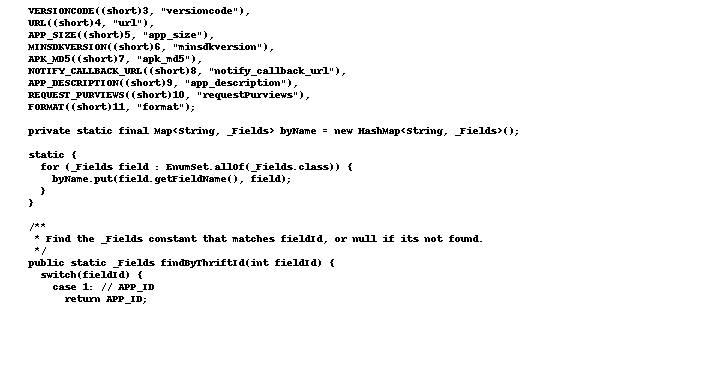 VERSIONCODE((short)3, "versioncode"),
URL((short)4, "url"),
APP_SIZE((short)5, "app_size"),
MINSDKVERSION((short)6, "minsdkversion"),
APK_MD5((short)7, "apk_md5"),
NOTIFY_CALLBACK_URL((short)8, "notify_callback_url"),
APP_DESCRIPTION((short)9, "app_description"),
REQUEST_PURVIEWS((short)10, "requestPurviews"),
FORMAT((short)11, "format");
private static final Map<String, _Fields> byName = new HashMap<String, _Fields>();
static {
for (_Fields field : EnumSet.allOf(_Fields.class)) {
byName.put(field.getFieldName(), field);
}
}
/**
* Find the _Fields constant that matches fieldId, or null if its not found.
*/
public static _Fields findByThriftId(int fieldId) {
switch(fieldId) {
case 1: // APP_ID
return APP_ID;